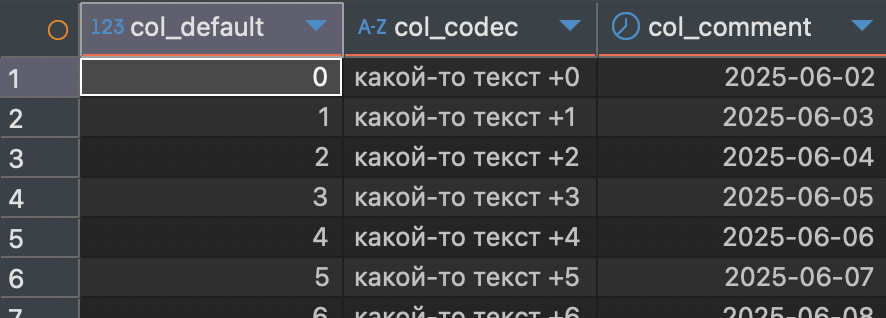 123 col_default A-Z col_codec col_comment
1 0 какой-то текст +0 2025-06-02
2 1 какой-то текст +1 2025-06-03
3 2 какой-то текст +2 2025-06-04
4 3 какой-то текст +3 2025-06-05
5 4 какой-то текст +4 2025-06-06
6 5 какой-то текст +5 2025-06-07
7 6 какой-то текст +6 2025-06-08